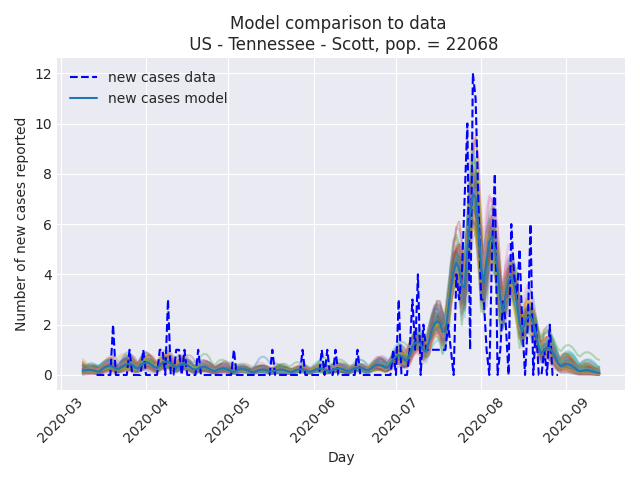 Model comparison to data
US - Tennessee - Scott, pop. = 22068
new cases data
new cases model
Number of new cases reported
12
10
8
6
4
2
0
2020-03
2020-04
2020-05
2020-06
2020-07
2020-08
2020-09
Day